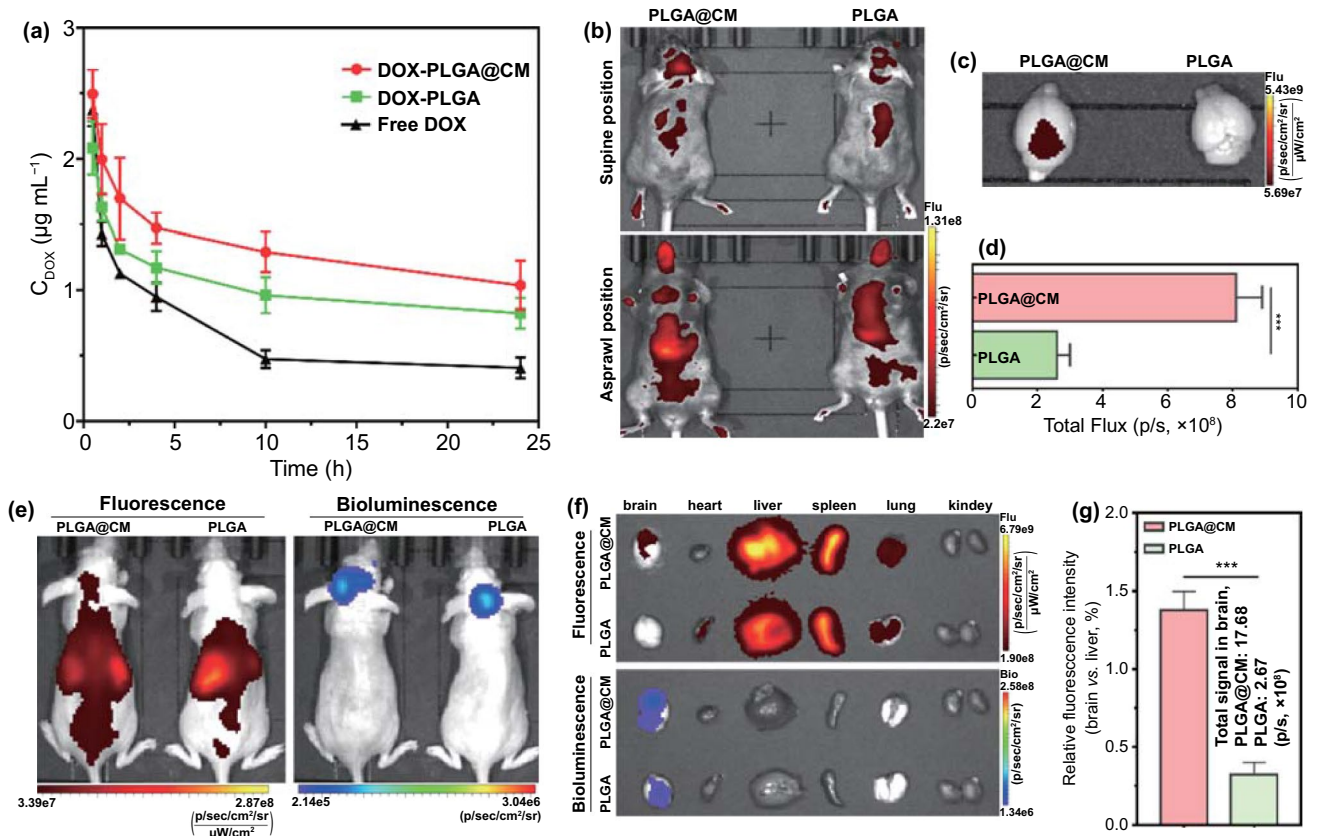 (a)
3
2
1
0
C_DOX (µg mL⁻¹)
DOX-PLGA@CM
DOX-PLGA
Free DOX
0 5 10 15 20 25
Time (h)
(b)
PLGA@CM PLGA
Supine position
Asprawl position
Flu
1.31e8
(p/sec/cm²/sr)
2.2e7
(c)
PLGA@CM PLGA
Flu
5.43e9
(p/sec/cm²/sr / µW/cm²)
5.69e7
(d)
PLGA@CM
PLGA
***
0 2 4 6 8 10
Total Flux (p/s, ×10⁸)
(e)
Fluorescence Bioluminescence
PLGA@CM PLGA PLGA@CM PLGA
3.39e7 2.87e8
(p/sec/cm²/sr / µW/cm²)
2.14e5 3.04e6
(p/sec/cm²/sr)
(f)
brain heart liver spleen lung kindey
Fluorescence
PLGA@CM
PLGA
Flu
6.79e9
(p/sec/cm²/sr / µW/cm²)
1.90e8
Bioluminescence
PLGA@CM
PLGA
Bio
2.58e8
(p/sec/cm²/sr)
1.34e6
(g)
2.0
1.5
1.0
0.5
0.0
Relative fluoresccence intensity
(brain vs. liver, %)
PLGA@CM
PLGA
***
Total signal in brain,
PLGA@CM: 17.68
PLGA: 2.67
(p/s, ×10⁸)